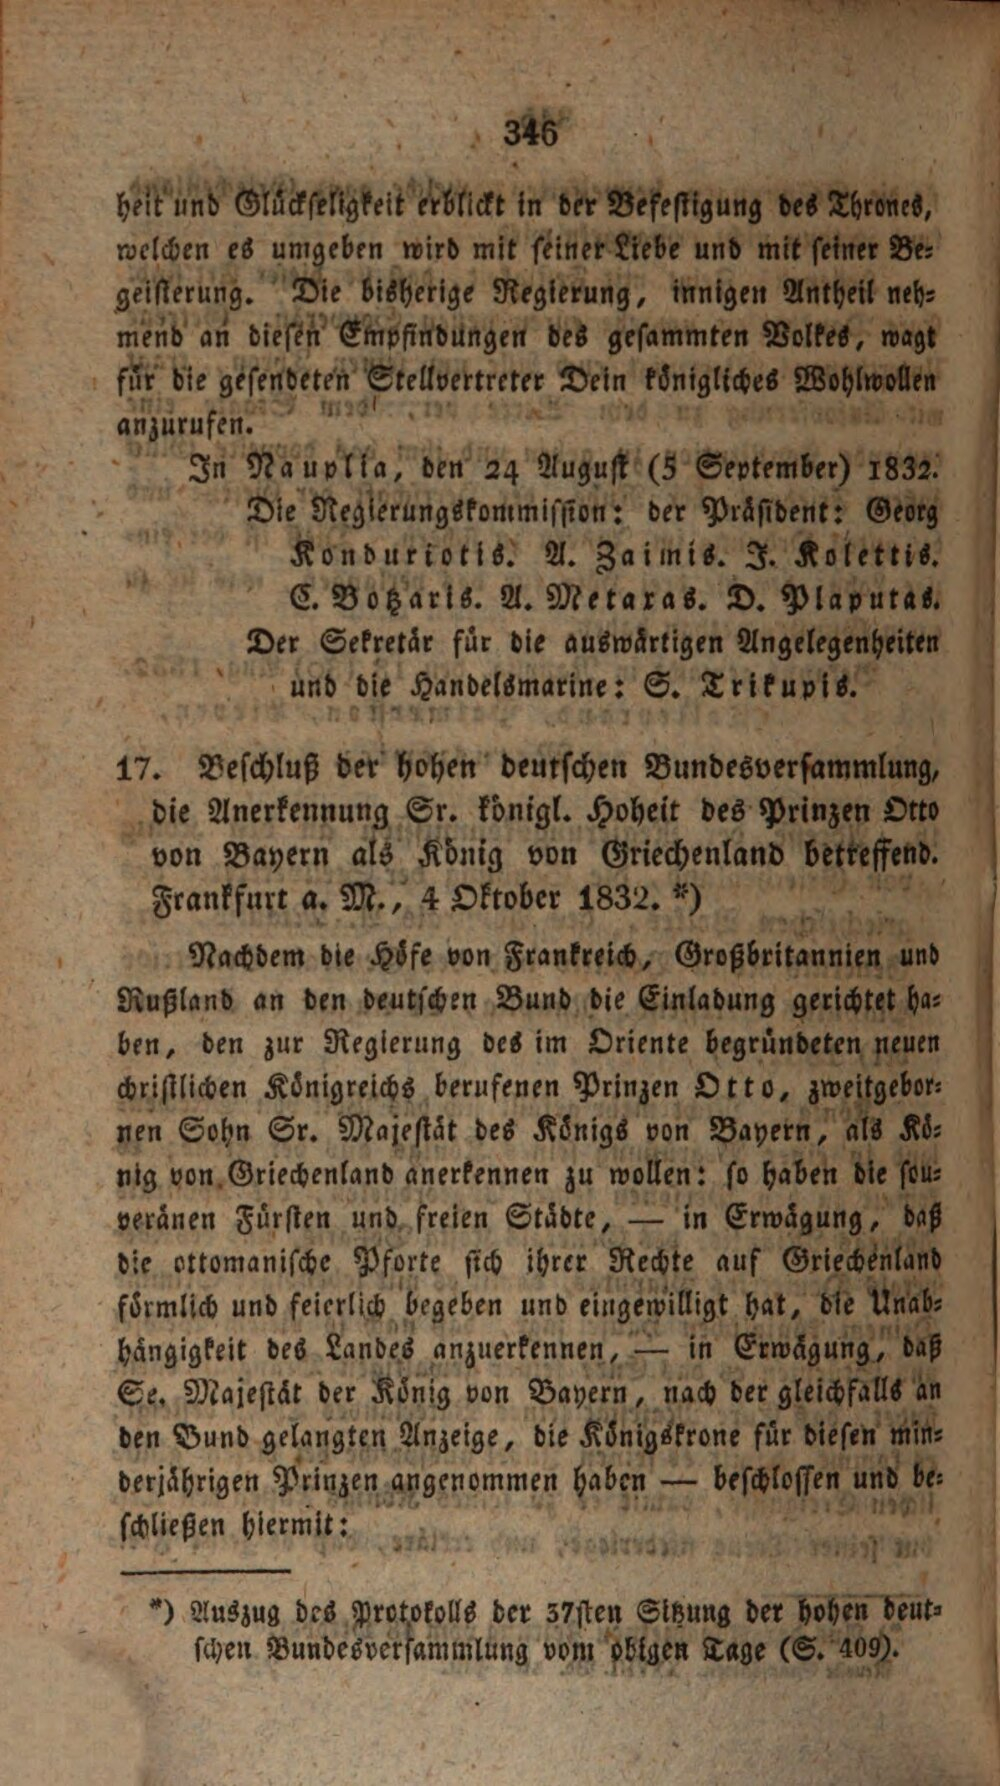 346
heit und Glückseligkeit erblickt in der Befestigung des Thrones,
welchen es umgeben wird mit seiner Liebe und mit seiner Be-
geisterung. Die bisherige Regierung, innigen Antheil neh-
mend an diesen Empfindungen des gesammten Volkes, wagt
für die gesendeten Stellvertreter Dein königliches Wohlwollen
anzurufen.
In Nauplia, den 24 August (5 September) 1832.
Die Regierungskommission: der Präsident: Georg
Konduriotis. A. Zaimis. J. Kolettis.
C. Botzaris. A. Metaxas. D. Plaputas.
Der Sekretär für die auswärtigen Angelegenheiten
und die Handelsmarine: S. Trikupis.
17. Beschluß der hohen deutschen Bundesversammlung,
die Anerkennung Sr. königl. Hoheit des Prinzen Otto
von Bayern als König von Griechenland betreffend.
Frankfurt a. M., 4 Oktober 1832. *)
Nachdem die Höfe von Frankreich, Großbritannien und
Rußland an den deutschen Bund die Einladung gerichtet ha-
ben, den zur Regierung des im Oriente begründeten neuen
christlichen Königreichs berufenen Prinzen Otto, zweitgebor-
nen Sohn Sr. Majestät des Königs von Bayern, als Kö-
nig von Griechenland anerkennen zu wollen: so haben die sou-
veränen Fürsten und freien Städte, — in Erwägung, daß
die ottomanische Pforte sich ihrer Rechte auf Griechenland
förmlich und feierlich begeben und eingewilligt hat, die Unab-
hängigkeit des Landes anzuerkennen, — in Erwägung, daß
Se. Majestät der König von Bayern, nach der gleichfalls an
den Bund gelangten Anzeige, die Königskrone für diesen min-
derjährigen Prinzen angenommen haben — beschlossen und be-
schließen hiermit:
*) Auszug des Protokolls der 37sten Sitzung der hohen deut-
schen Bundesversammlung vom obigen Tage (S. 409).